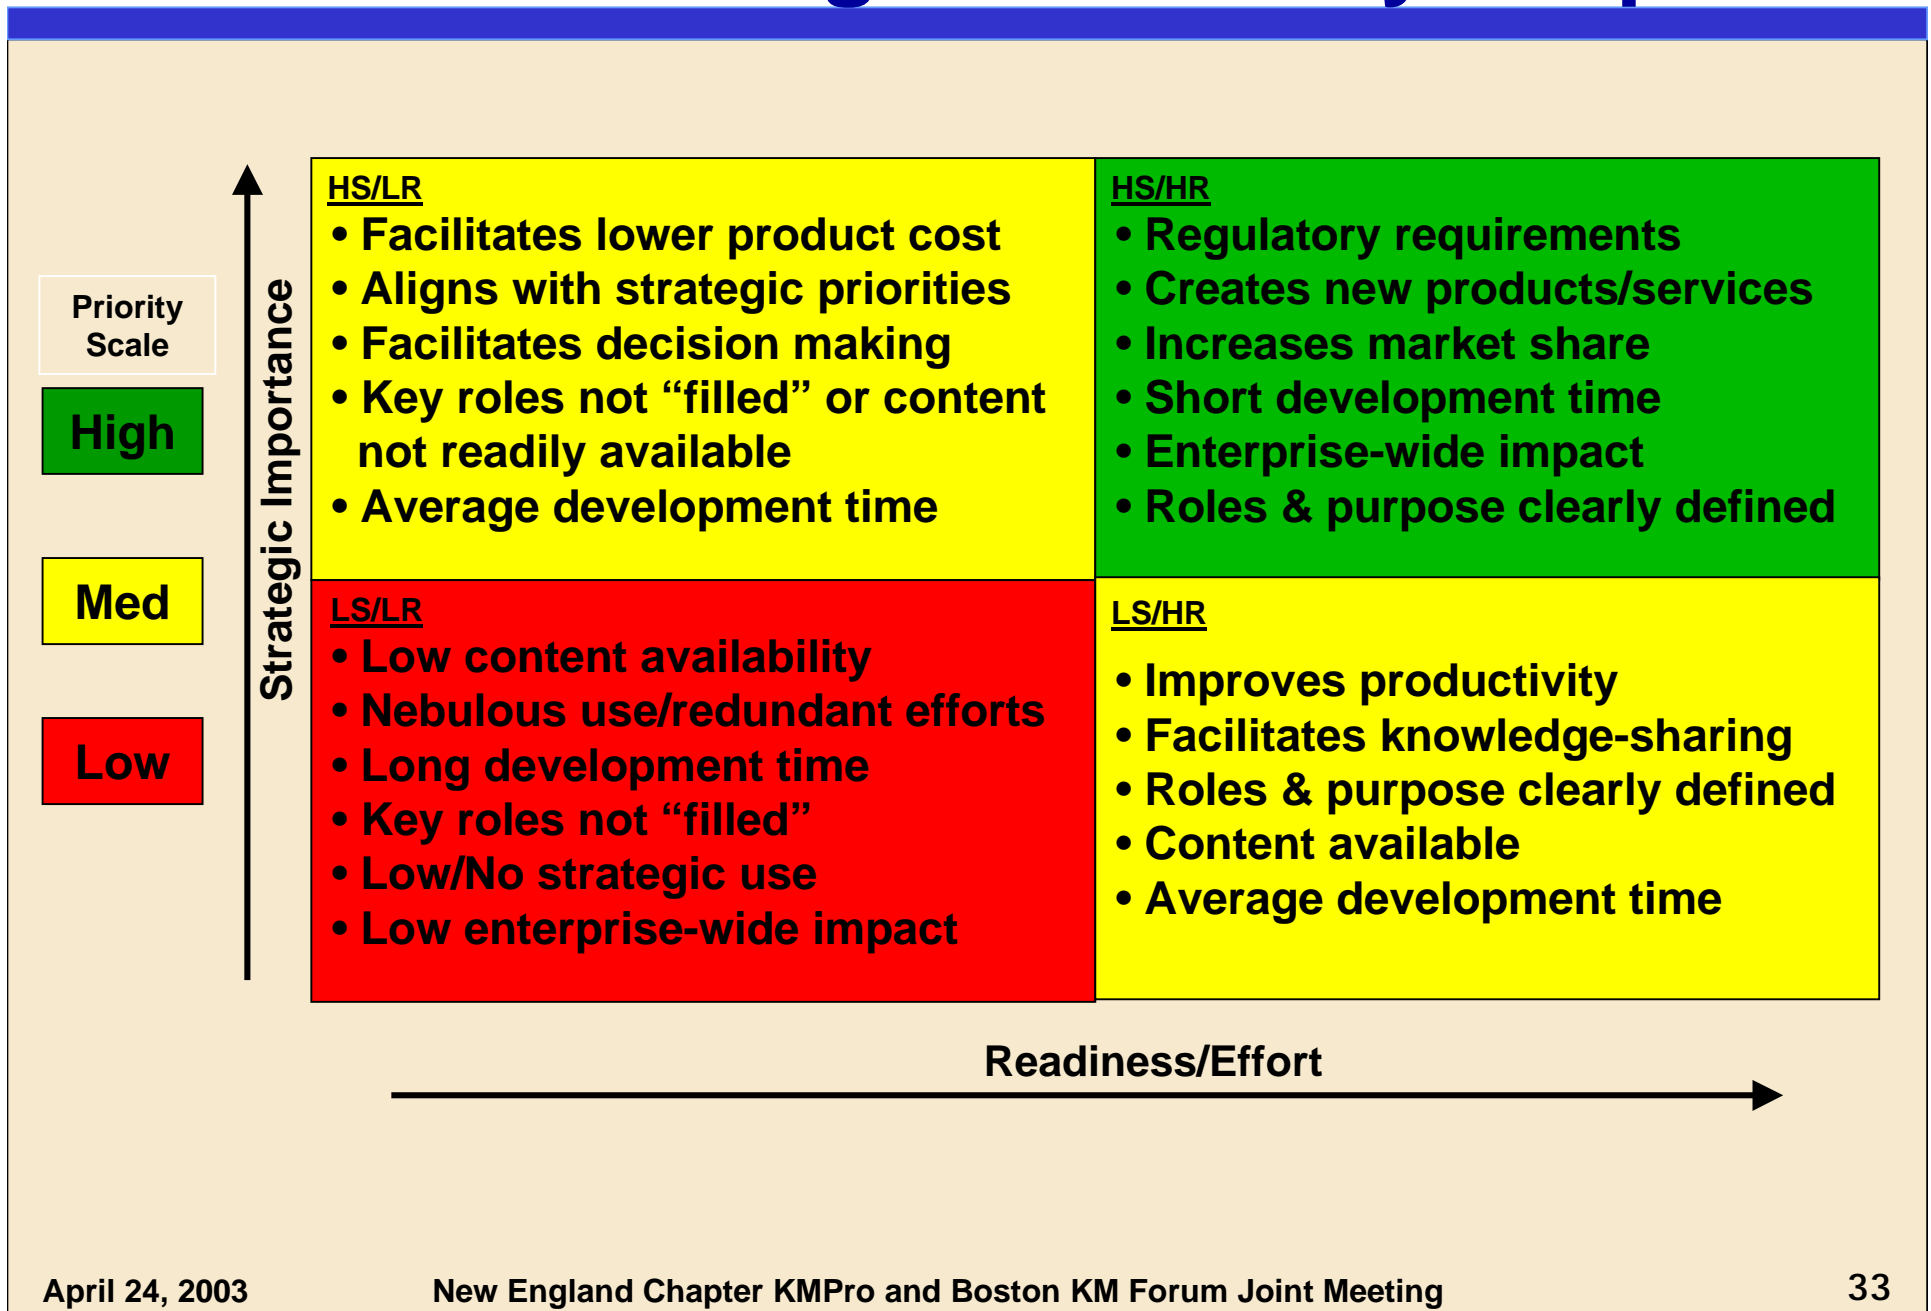 Priority
Scale
High
Med
Low
Strategic Importance
HS/LR
• Facilitates lower product cost
• Aligns with strategic priorities
• Facilitates decision making
• Key roles not “filled” or content
not readily available
• Average development time
HS/HR
• Regulatory requirements
• Creates new products/services
• Increases market share
• Short development time
• Enterprise-wide impact
• Roles & purpose clearly defined
LS/LR
• Low content availability
• Nebulous use/redundant efforts
• Long development time
• Key roles not “filled”
• Low/No strategic use
• Low enterprise-wide impact
LS/HR
• Improves productivity
• Facilitates knowledge-sharing
• Roles & purpose clearly defined
• Content available
• Average development time
Readiness/Effort
April 24, 2003
New England Chapter KMPro and Boston KM Forum Joint Meeting
33